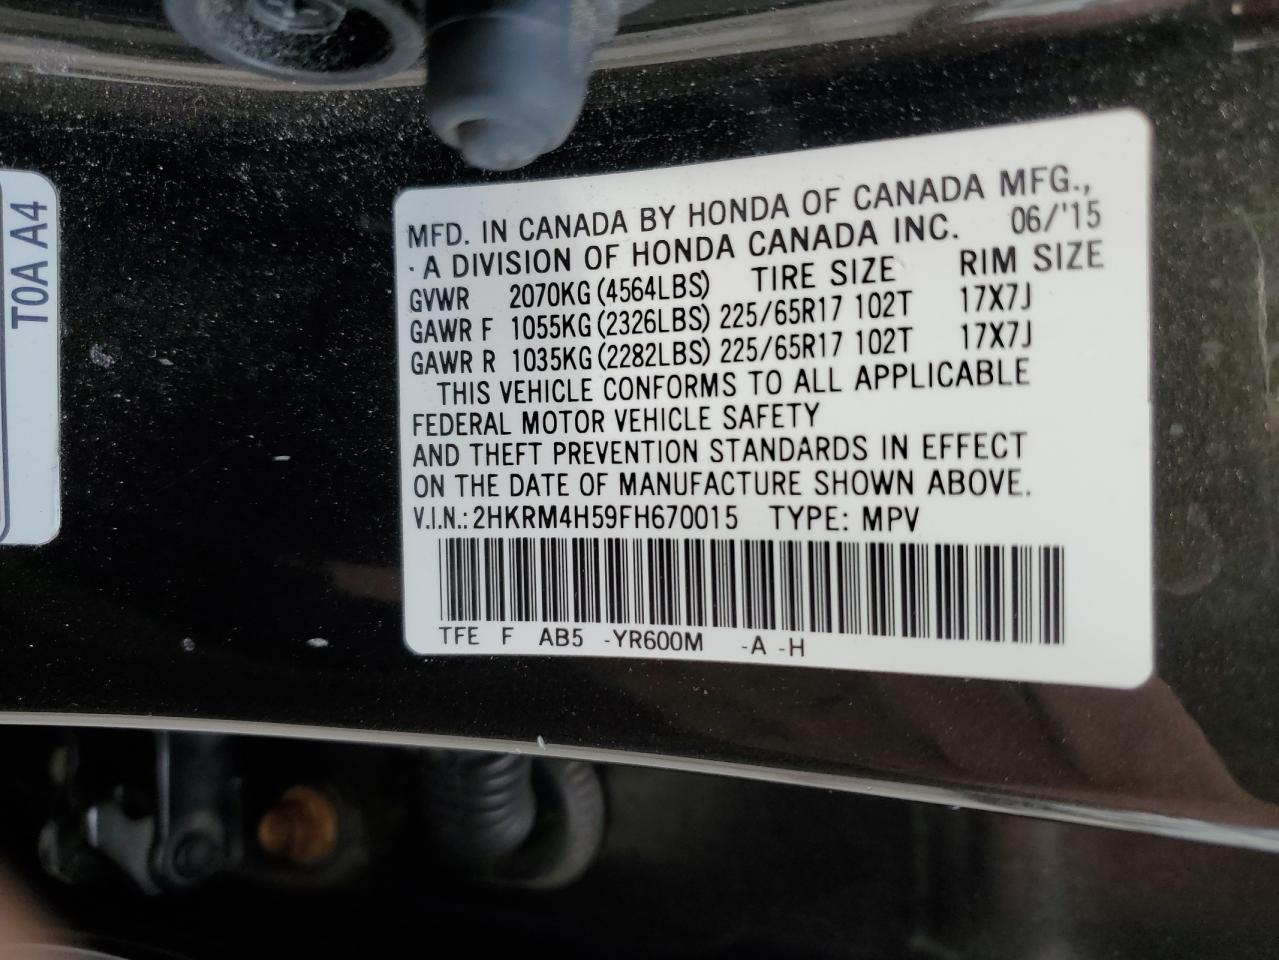 T0A A4
MFD. IN CANADA BY HONDA OF CANADA MFG.,
· A DIVISION OF HONDA CANADA INC. 06/'15
GVWR 2070KG (4564LBS) TIRE SIZE RIM SIZE
GAWR F 1055KG (2326LBS) 225/65R17 102T 17X7J
GAWR R 1035KG (2282LBS) 225/65R17 102T 17X7J
THIS VEHICLE CONFORMS TO ALL APPLICABLE
FEDERAL MOTOR VEHICLE SAFETY
AND THEFT PREVENTION STANDARDS IN EFFECT
ON THE DATE OF MANUFACTURE SHOWN ABOVE.
V.I.N.: 2HKRM4H59FH670015 TYPE: MPV
TFE F AB5 -YR600M -A -H